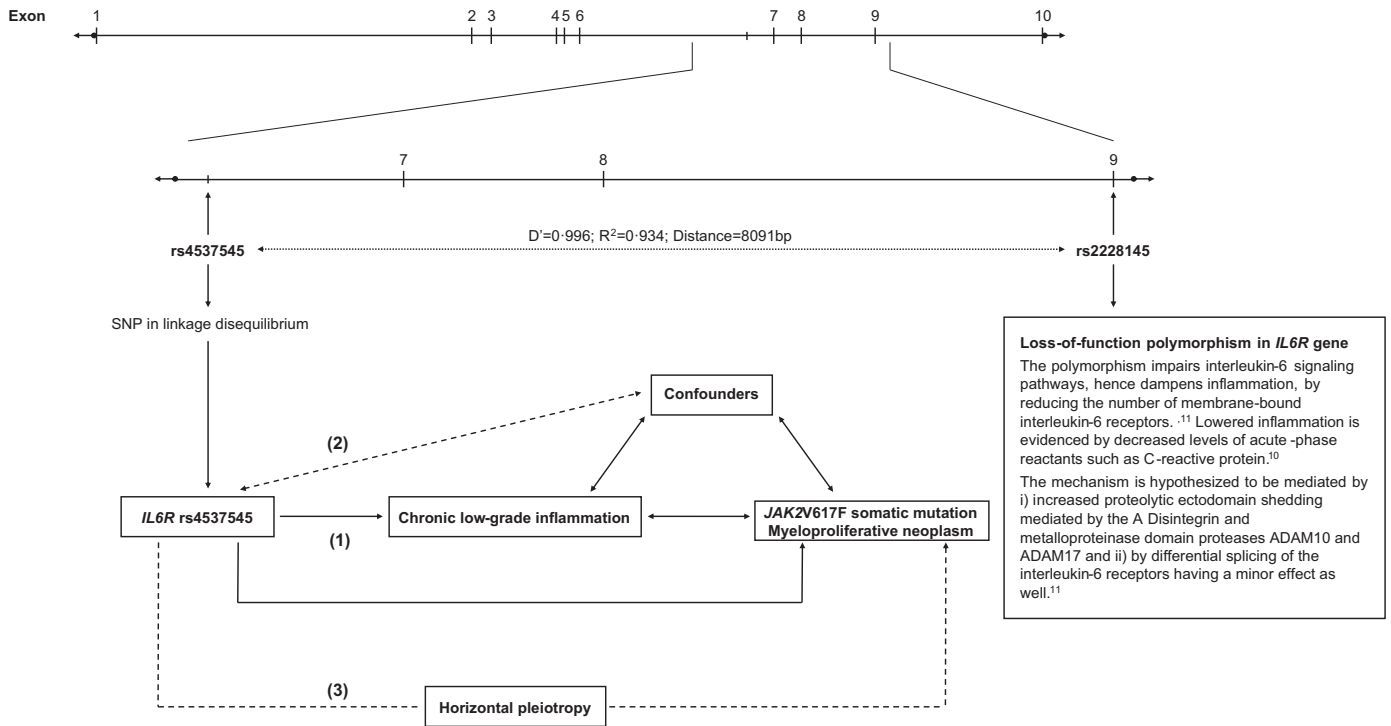 Exon 1 2 3 4 5 6 7 8 9 10
7 8 9
D'=0·996; R²=0·934; Distance=8091bp
rs4537545 rs2228145
SNP in linkage disequilibrium
Loss-of-function polymorphism in IL6R gene
The polymorphism impairs interleukin-6 signaling
pathways, hence dampens inflammation, by
reducing the number of membrane-bound
interleukin-6 receptors. ,¹¹ Lowered inflammation is
evidenced by decreased levels of acute -phase
reactants such as C-reactive protein.¹⁰
The mechanism is hypothesized to be mediated by
i) increased proteolytic ectodomain shedding
mediated by the A Disintegrin and
metalloproteinase domain proteases ADAM10 and
ADAM17 and ii) by differential splicing of the
interleukin-6 receptors having a minor effect as
well.¹¹
Confounders
(2)
IL6R rs4537545
(1)
Chronic low-grade inflammation
JAK2V617F somatic mutation
Myeloproliferative neoplasm
(3)
Horizontal pleiotropy